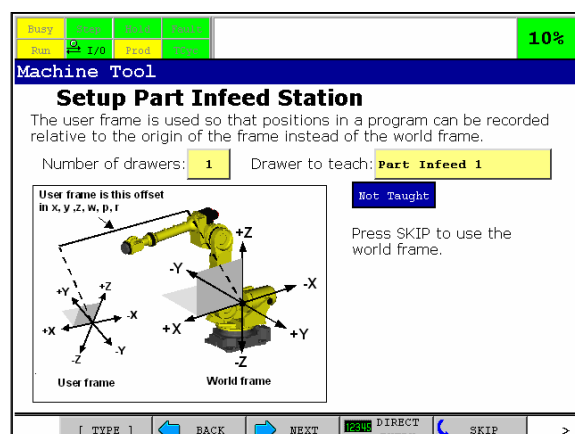 Busy Step Hold Fault
Run I/O Prod TCyc
10%
Machine Tool
Setup Part Infeed Station
The user frame is used so that positions in a program can be recorded
relative to the origin of the frame instead of the world frame.
Number of drawers: 1 Drawer to teach: Part Infeed 1
Not Taught
Press SKIP to use the
world frame.
User frame is this offset
in x, y ,z, w, p, r
+Z
-Y
-X
+X
+Y
-Z
World frame
+Y
+Z
-X
+X
-Y
-Z
User frame
[ TYPE ] BACK NEXT 12345 DIRECT SKIP >